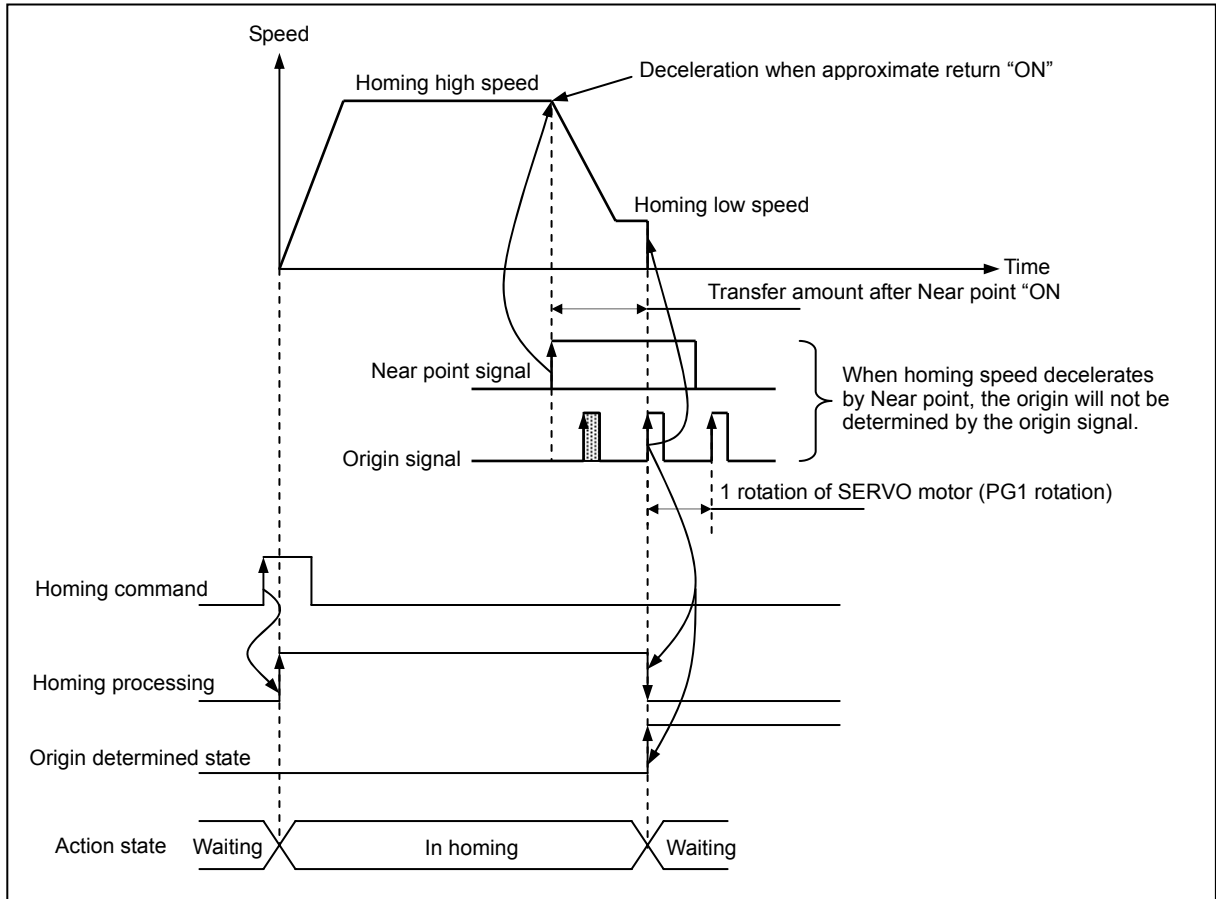 Speed
Deceleration when approximate return “ON”
Homing high speed
Homing low speed
Time
Transfer amount after Near point “ON
Near point signal
When homing speed decelerates
by Near point, the origin will not be
determined by the origin signal.
Origin signal
1 rotation of SERVO motor (PG1 rotation)
Homing command
Homing processing
Origin determined state
Action state
Waiting
In homing
Waiting